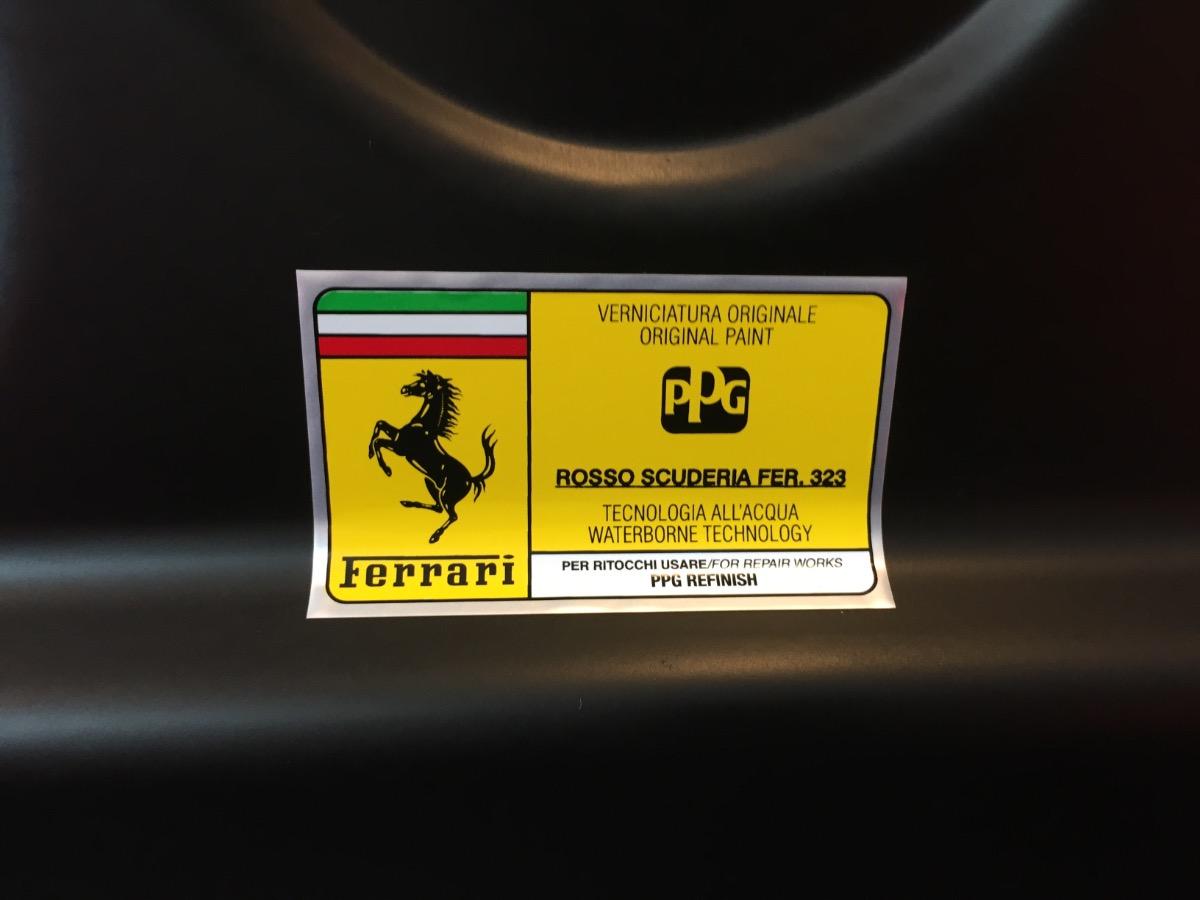 VERNICIATURA ORIGINALE
ORIGINAL PAINT
PPG
ROSSO SCUDERIA FER. 323
TECNOLOGIA ALL'ACQUA
WATERBORNE TECHNOLOGY
Ferrari
PER RITOCCHI USARE/FOR REPAIR WORKS
PPG REFINISH